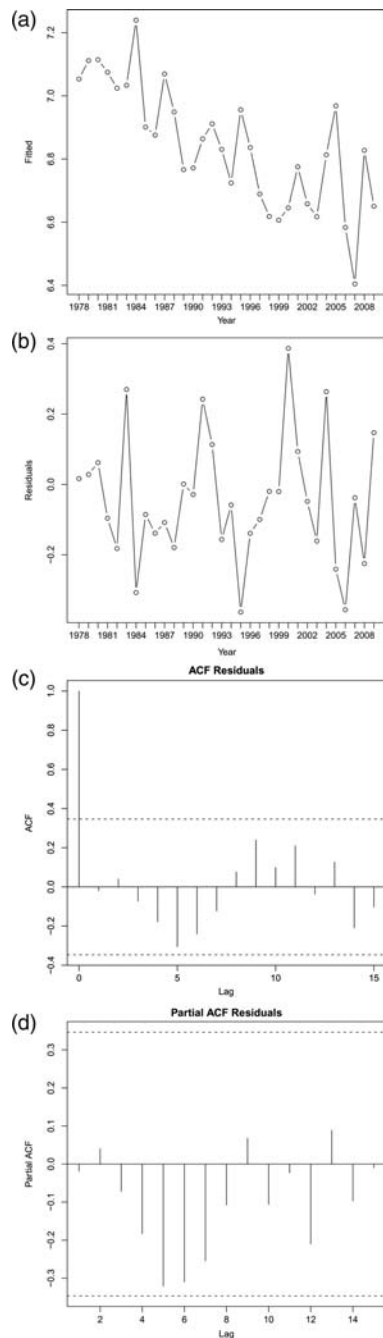 (a)
7.2
7.0
6.8
6.6
6.4
Fitted
1978 1981 1984 1987 1990 1993 1996 1999 2002 2005 2008
Year
(b)
0.4
0.2
0.0
−0.2
Residuals
1978 1981 1984 1987 1990 1993 1996 1999 2002 2005 2008
Year
(c)
ACF Residuals
1.0
0.8
0.6
0.4
0.2
0.0
−0.2
−0.4
ACF
0 5 10 15
Lag
(d)
Partial ACF Residuals
0.3
0.2
0.1
0.0
−0.1
−0.2
−0.3
Partial ACF
2 4 6 8 10 12 14
Lag